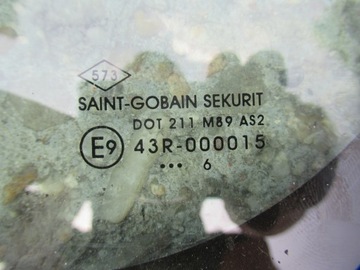 573
SAINT-GOBAIN SEKURIT
DOT 211 M89 AS2
E9 43R-000015
••• 6